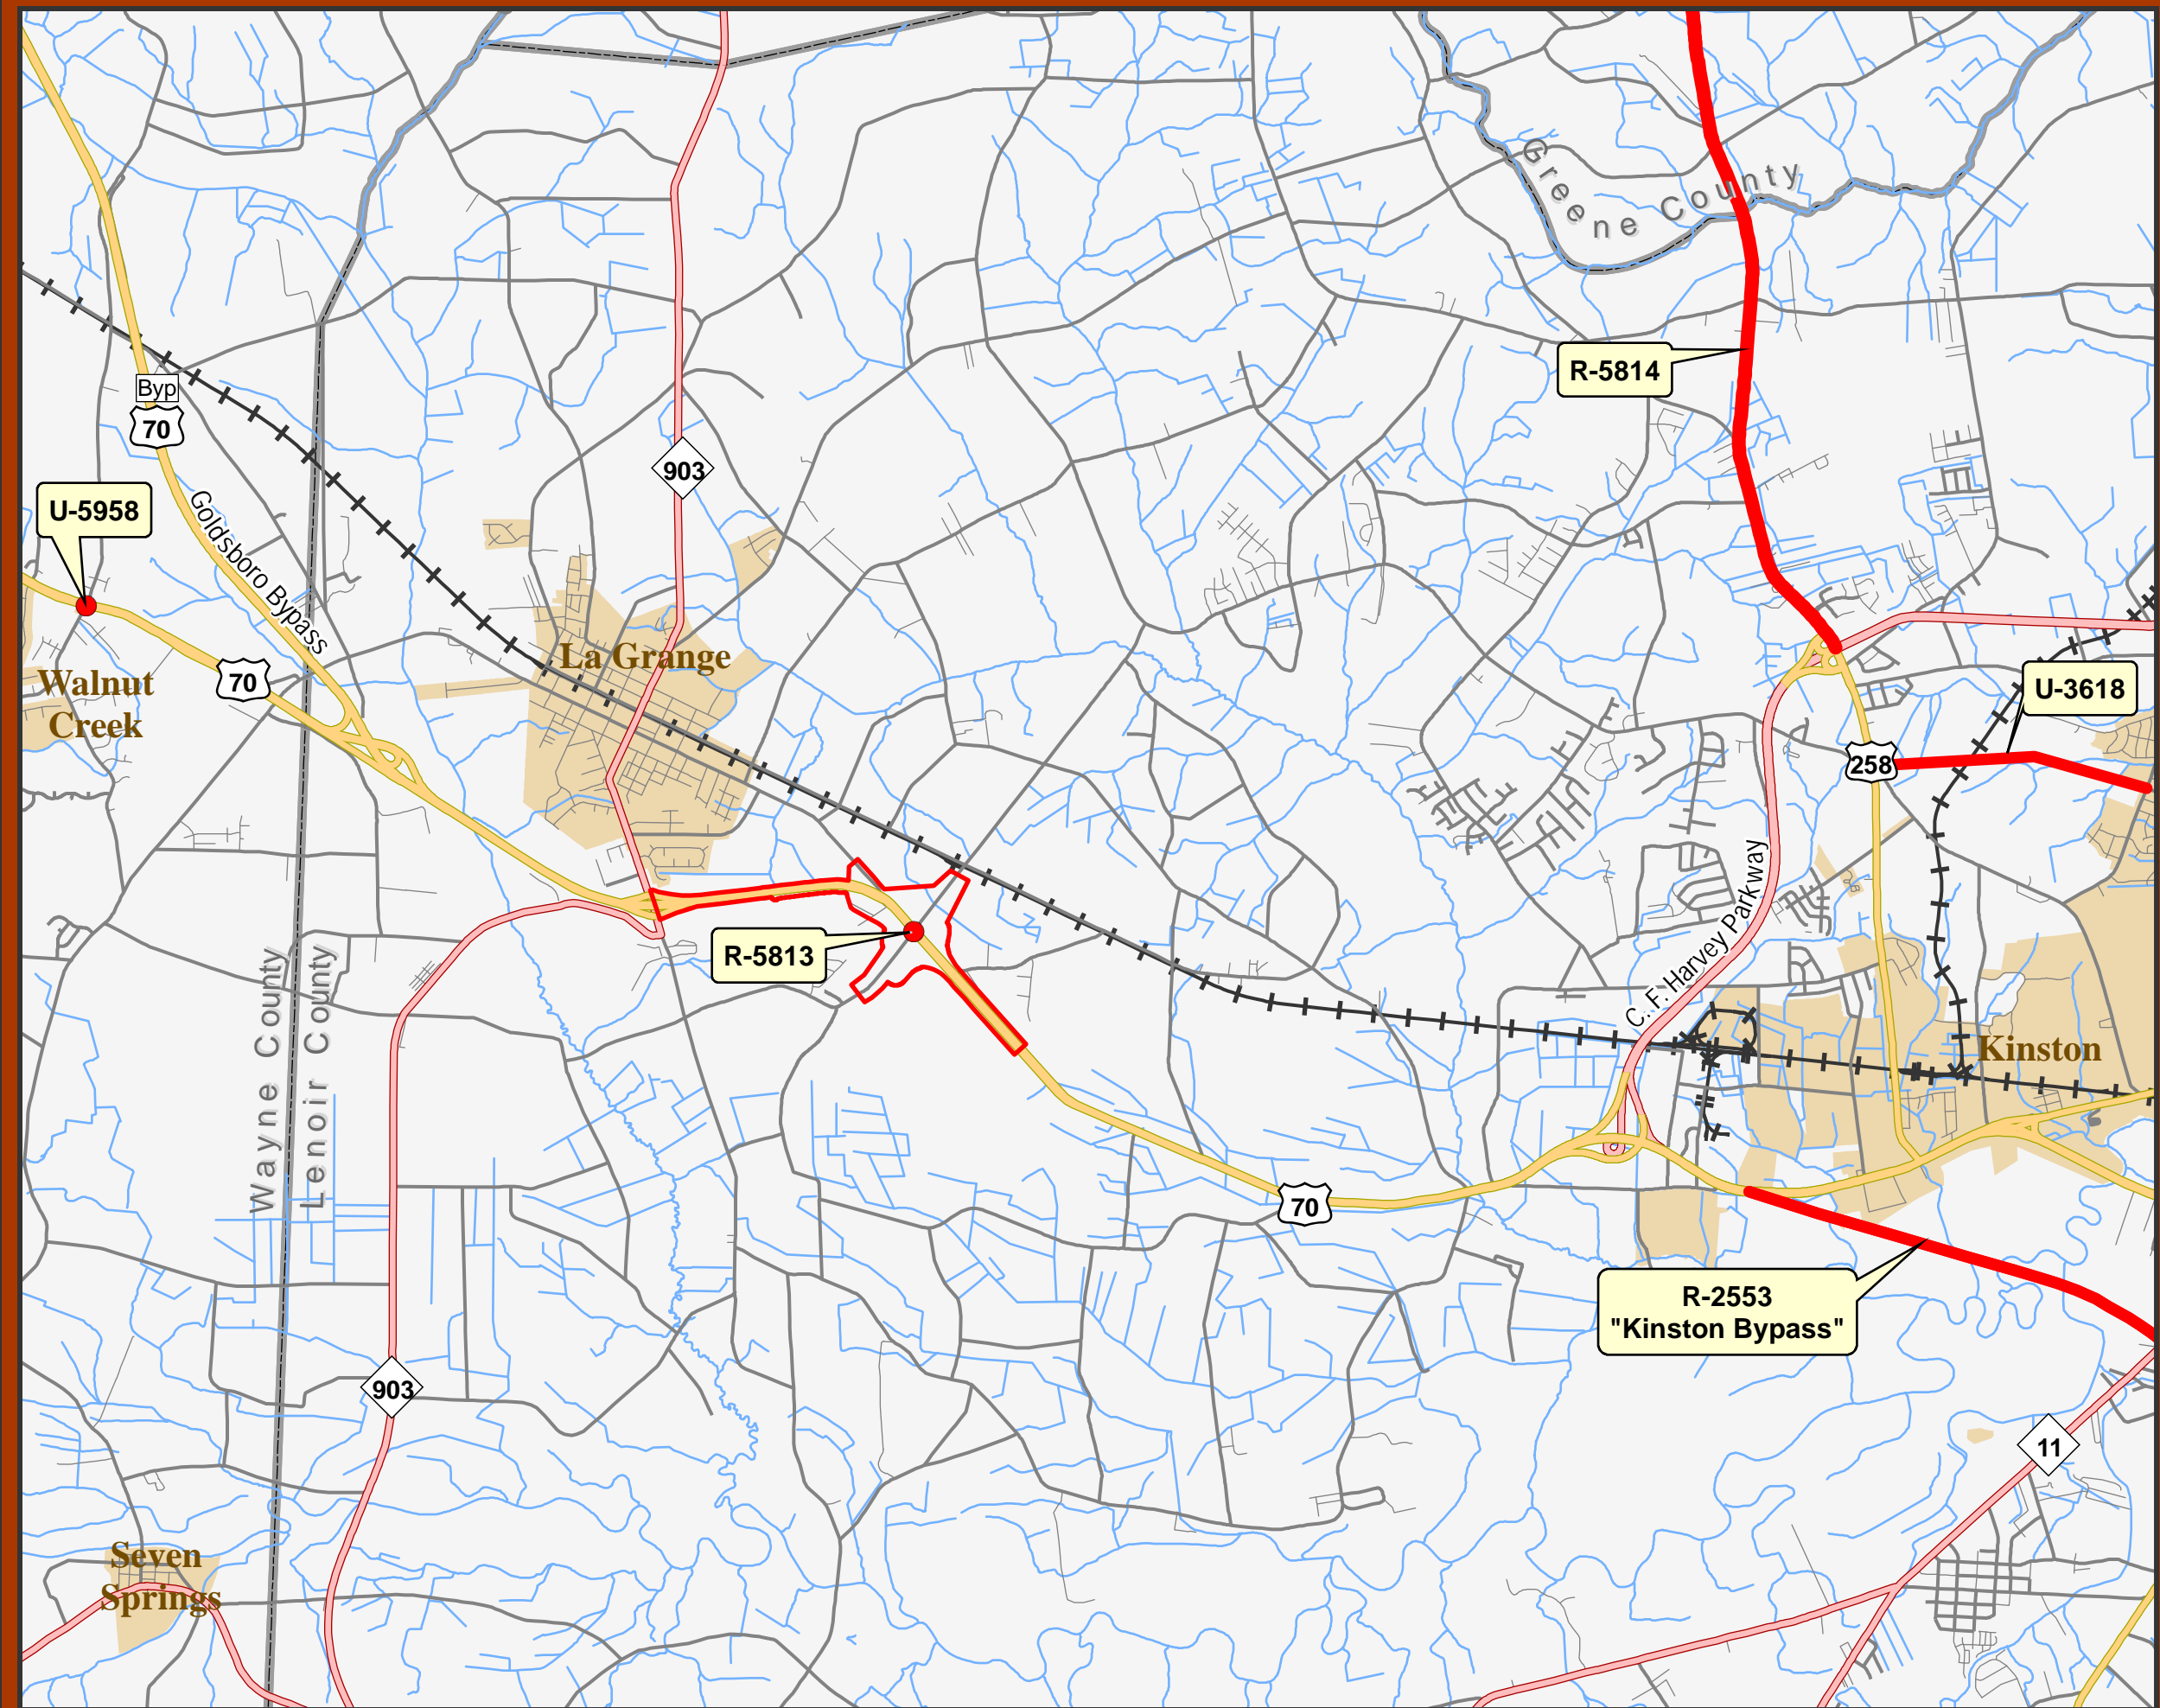 Greene County
R-5814
Byp
70
903
U-5958
Goldsboro Bypass
La Grange
70
Walnut
Creek
U-3618
258
C. F. Harvey Parkway
R-5813
Wayne County
Lenoir County
Kinston
70
R-2553
"Kinston Bypass"
903
11
Seven
Springs